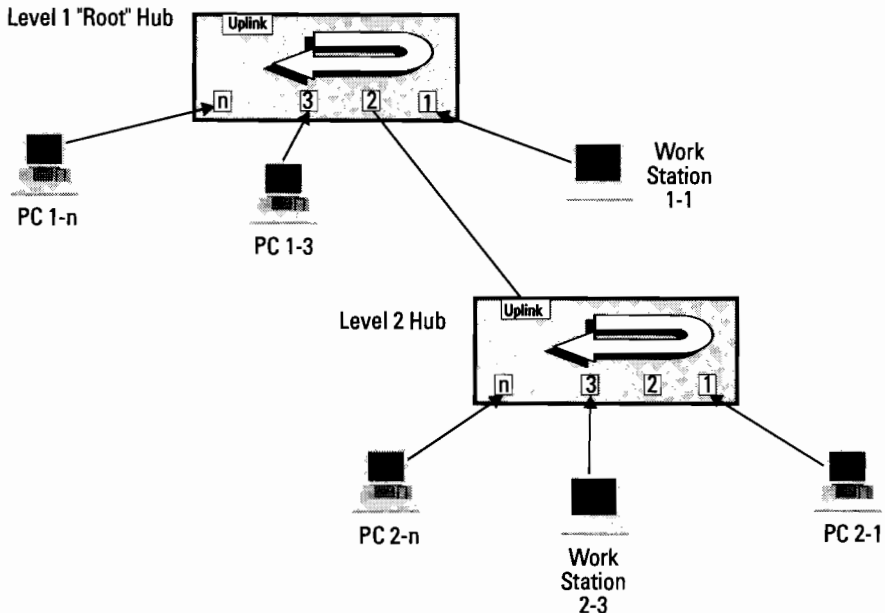 Level 1 "Root" Hub
Uplink
n
3
2
1
PC 1-n
PC 1-3
Work
Station
1-1
Level 2 Hub
Uplink
n
3
2
1
PC 2-n
Work
Station
2-3
PC 2-1